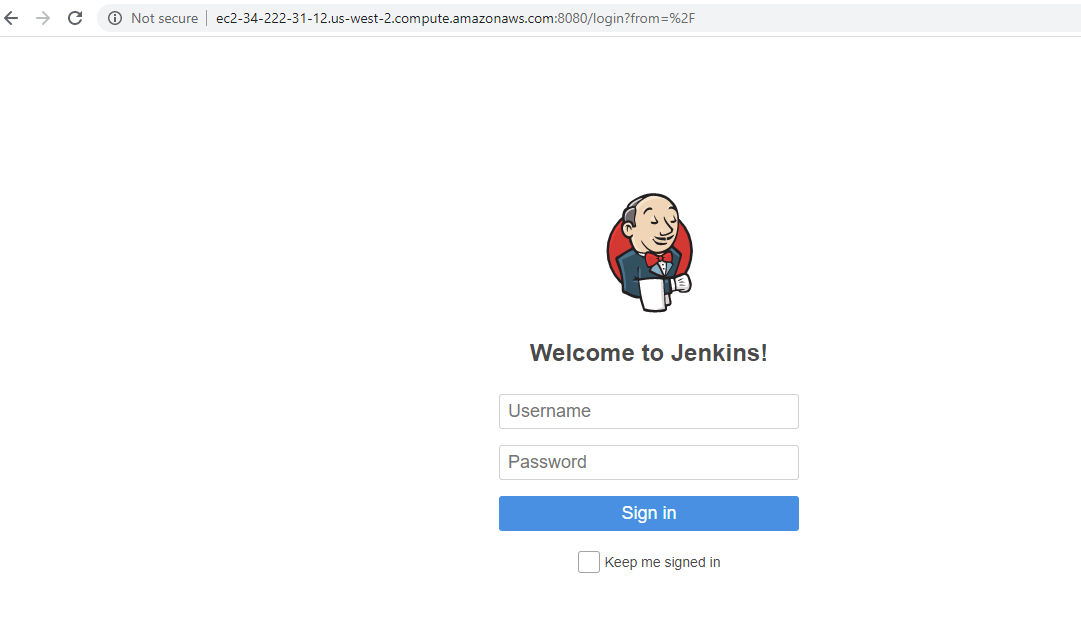 Not secure | ec2-34-222-31-12.us-west-2.compute.amazonaws.com:8080/login?from=%2F
Welcome to Jenkins!
Username
Password
Sign in
Keep me signed in